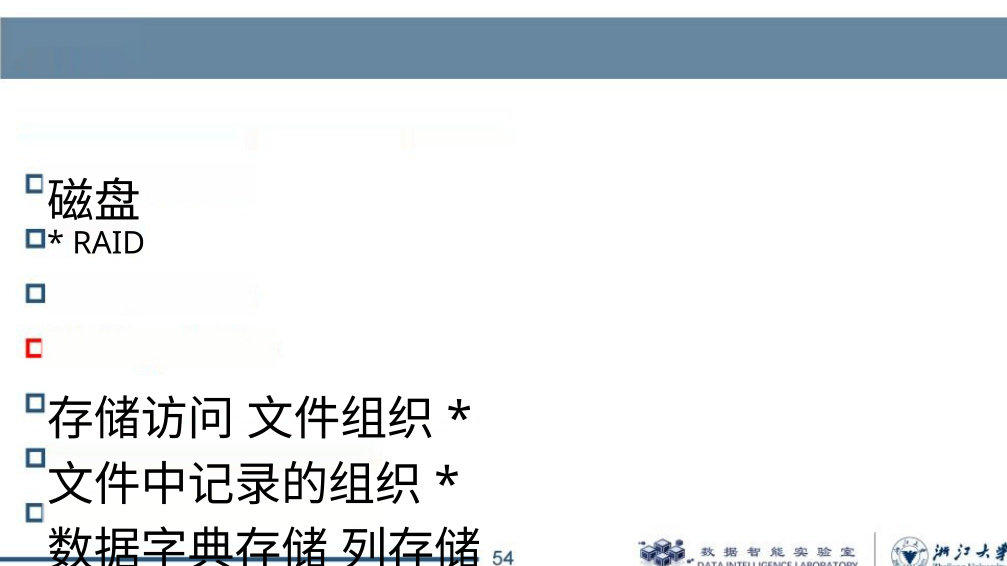 磁盘
* RAID
存储访问 文件组织 *
文件中记录的组织 *
数据字典存储 列存储
54
数据智能实验室
DATA INTELLIGENCE LABORATORY
浙江大学